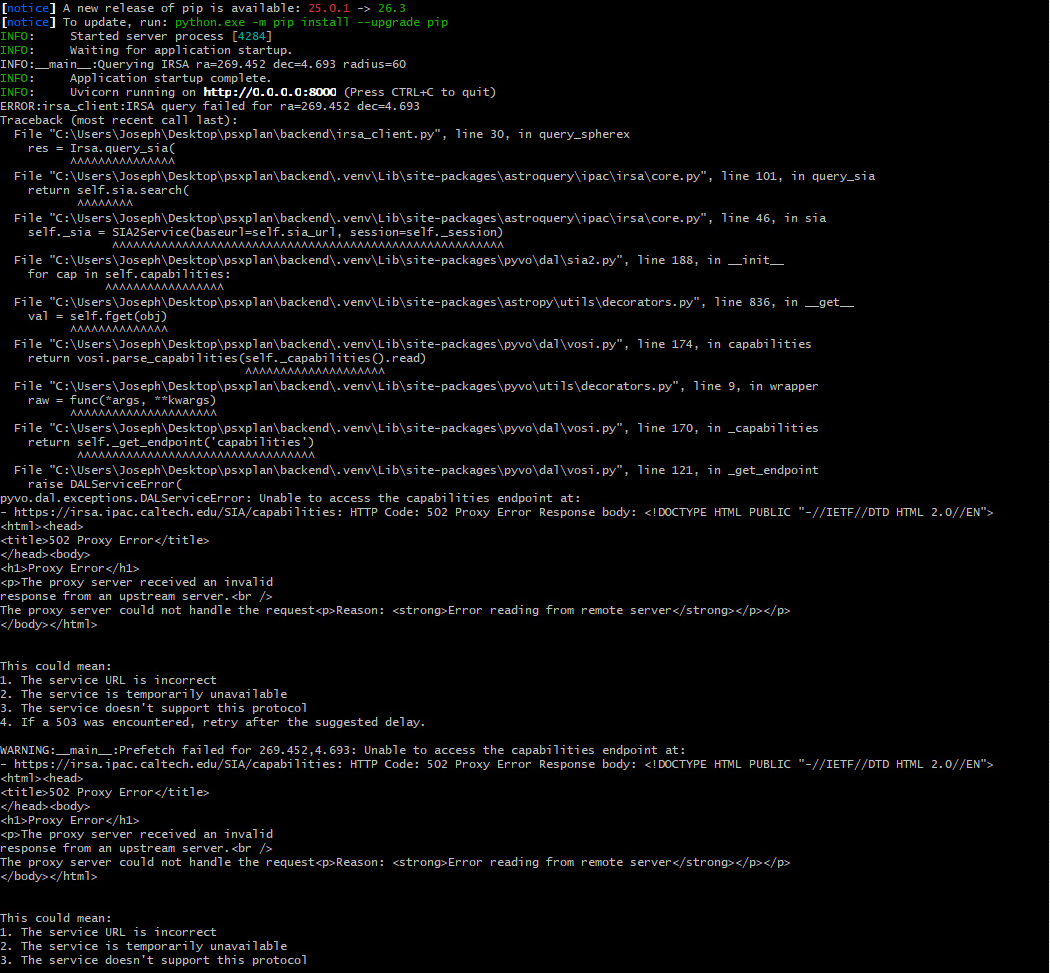 [notice] A new release of pip is available: 25.0.1 -> 26.3
[notice] To update, run: python.exe -m pip install --upgrade pip
INFO:     Started server process [4284]
INFO:     Waiting for application startup.
INFO:__main__:Querying IRSA ra=269.452 dec=4.693 radius=60
INFO:     Application startup complete.
INFO:     Uvicorn running on http://0.0.0.0:8000 (Press CTRL+C to quit)
ERROR:irsa_client:IRSA query failed for ra=269.452 dec=4.693
Traceback (most recent call last):
  File "C:\Users\Joseph\Desktop\psxplan\backend\irsa_client.py", line 30, in query_spherex
    res = Irsa.query_sia(
          ^^^^^^^^^^^^^^^
  File "C:\Users\Joseph\Desktop\psxplan\backend\.venv\Lib\site-packages\astroquery\ipac\irsa\core.py", line 101, in query_sia
    return self.sia.search(
           ^^^^^^^^
  File "C:\Users\Joseph\Desktop\psxplan\backend\.venv\Lib\site-packages\astroquery\ipac\irsa\core.py", line 46, in sia
    self._sia = SIA2Service(baseurl=self.sia_url, session=self._session)
                ^^^^^^^^^^^^^^^^^^^^^^^^^^^^^^^^^^^^^^^^^^^^^^^^^^^^^^^^
  File "C:\Users\Joseph\Desktop\psxplan\backend\.venv\Lib\site-packages\pyvo\dal\sia2.py", line 188, in __init__
    for cap in self.capabilities:
               ^^^^^^^^^^^^^^^^^
  File "C:\Users\Joseph\Desktop\psxplan\backend\.venv\Lib\site-packages\astropy\utils\decorators.py", line 836, in __get__
    val = self.fget(obj)
          ^^^^^^^^^^^^^^
  File "C:\Users\Joseph\Desktop\psxplan\backend\.venv\Lib\site-packages\pyvo\dal\vosi.py", line 174, in capabilities
    return vosi.parse_capabilities(self._capabilities().read)
                                   ^^^^^^^^^^^^^^^^^^^^
  File "C:\Users\Joseph\Desktop\psxplan\backend\.venv\Lib\site-packages\pyvo\utils\decorators.py", line 9, in wrapper
    raw = func(*args, **kwargs)
          ^^^^^^^^^^^^^^^^^^^^^
  File "C:\Users\Joseph\Desktop\psxplan\backend\.venv\Lib\site-packages\pyvo\dal\vosi.py", line 170, in _capabilities
    return self._get_endpoint('capabilities')
           ^^^^^^^^^^^^^^^^^^^^^^^^^^^^^^^^^^
  File "C:\Users\Joseph\Desktop\psxplan\backend\.venv\Lib\site-packages\pyvo\dal\vosi.py", line 121, in _get_endpoint
    raise DALServiceError(
pyvo.dal.exceptions.DALServiceError: Unable to access the capabilities endpoint at:
- https://irsa.ipac.caltech.edu/SIA/capabilities: HTTP Code: 502 Proxy Error Response body: <!DOCTYPE HTML PUBLIC "-//IETF//DTD HTML 2.0//EN">
<html><head>
<title>502 Proxy Error</title>
</head><body>
<h1>Proxy Error</h1>
<p>The proxy server received an invalid
response from an upstream server.<br />
The proxy server could not handle the request<p>Reason: <strong>Error reading from remote server</strong></p></p>
</body></html>

This could mean:
1. The service URL is incorrect
2. The service is temporarily unavailable
3. The service doesn't support this protocol
4. If a 503 was encountered, retry after the suggested delay.

WARNING:__main__:Prefetch failed for 269.452,4.693: Unable to access the capabilities endpoint at:
- https://irsa.ipac.caltech.edu/SIA/capabilities: HTTP Code: 502 Proxy Error Response body: <!DOCTYPE HTML PUBLIC "-//IETF//DTD HTML 2.0//EN">
<html><head>
<title>502 Proxy Error</title>
</head><body>
<h1>Proxy Error</h1>
<p>The proxy server received an invalid
response from an upstream server.<br />
The proxy server could not handle the request<p>Reason: <strong>Error reading from remote server</strong></p></p>
</body></html>

This could mean:
1. The service URL is incorrect
2. The service is temporarily unavailable
3. The service doesn't support this protocol